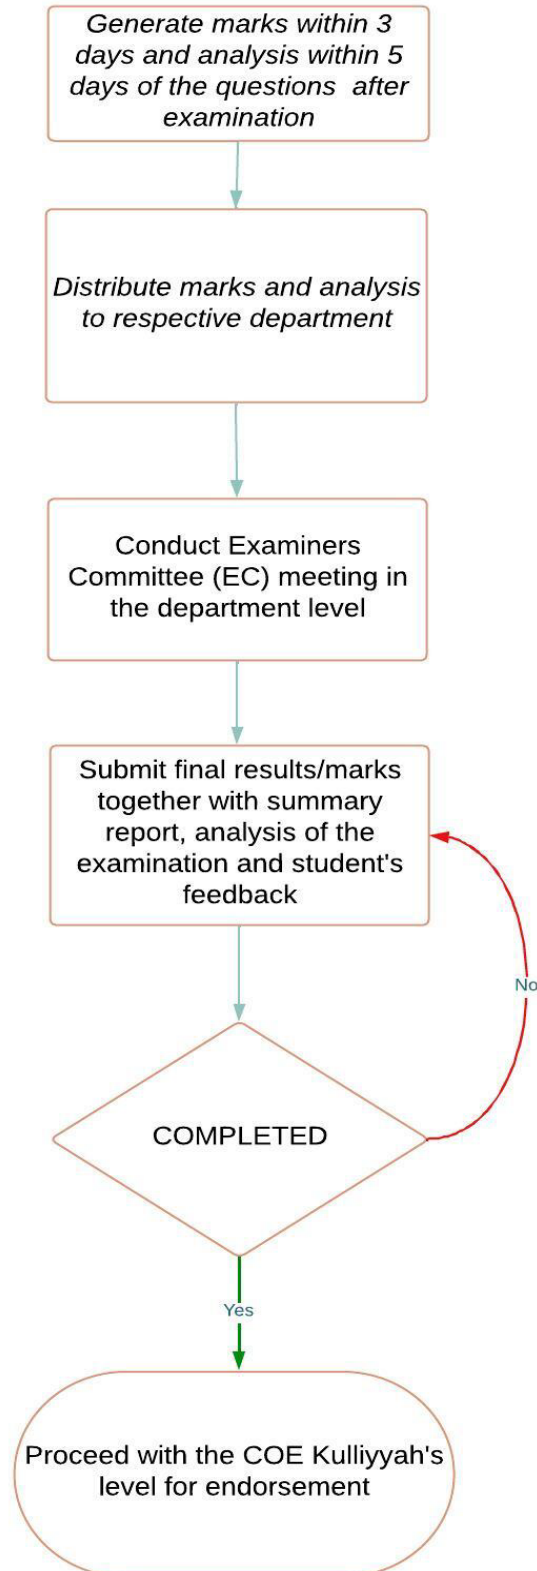 Generate marks within 3
days and analysis within 5
days of the questions after
examination
Distribute marks and analysis
to respective department
Conduct Examiners
Committee (EC) meeting in
the department level
Submit final results/marks
together with summary
report, analysis of the
examination and student's
feedback
No
COMPLETED
Yes
Proceed with the COE Kulliyyah's
level for endorsement